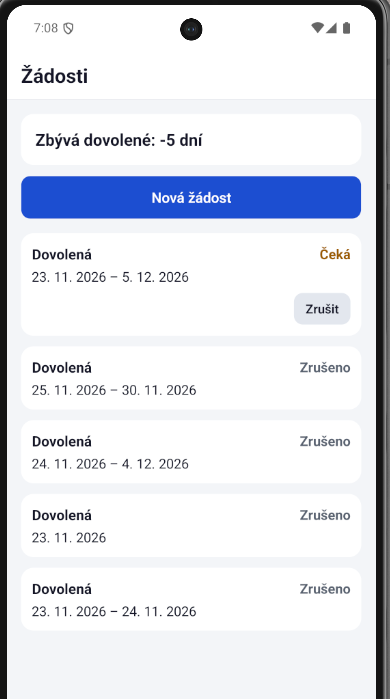 7:08
Žádosti
Zbývá dovolené: -5 dní
Nová žádost
Dovolená Čeká
23. 11. 2026 – 5. 12. 2026
Zrušit
Dovolená Zrušeno
25. 11. 2026 – 30. 11. 2026
Dovolená Zrušeno
24. 11. 2026 – 4. 12. 2026
Dovolená Zrušeno
23. 11. 2026
Dovolená Zrušeno
23. 11. 2026 – 24. 11. 2026